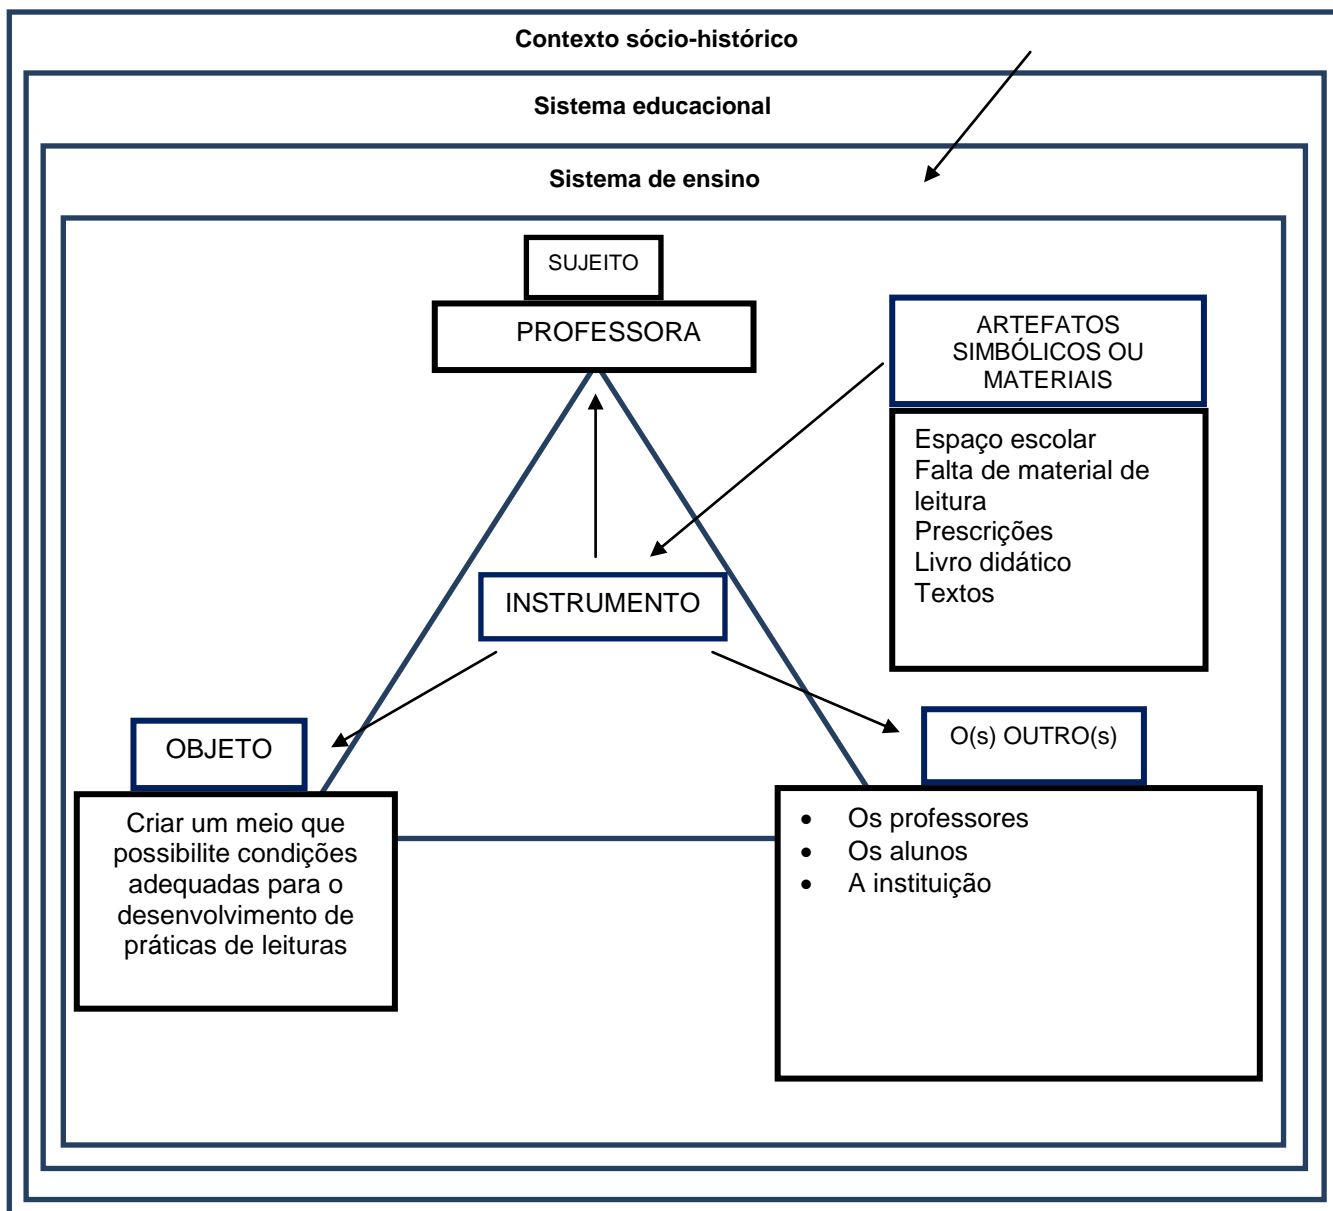 Contexto sócio-histórico
Sistema educacional
Sistema de ensino
SUJEITO
PROFESSORA
ARTEFATOS
SIMBÓLICOS OU
MATERIAIS
Espaço escolar
Falta de material de
leitura
Prescrições
Livro didático
Textos
INSTRUMENTO
OBJETO
Criar um meio que
possibilite condições
adequadas para o
desenvolvimento de
práticas de leituras
O(s) OUTRO(s)
• Os professores
• Os alunos
• A instituição